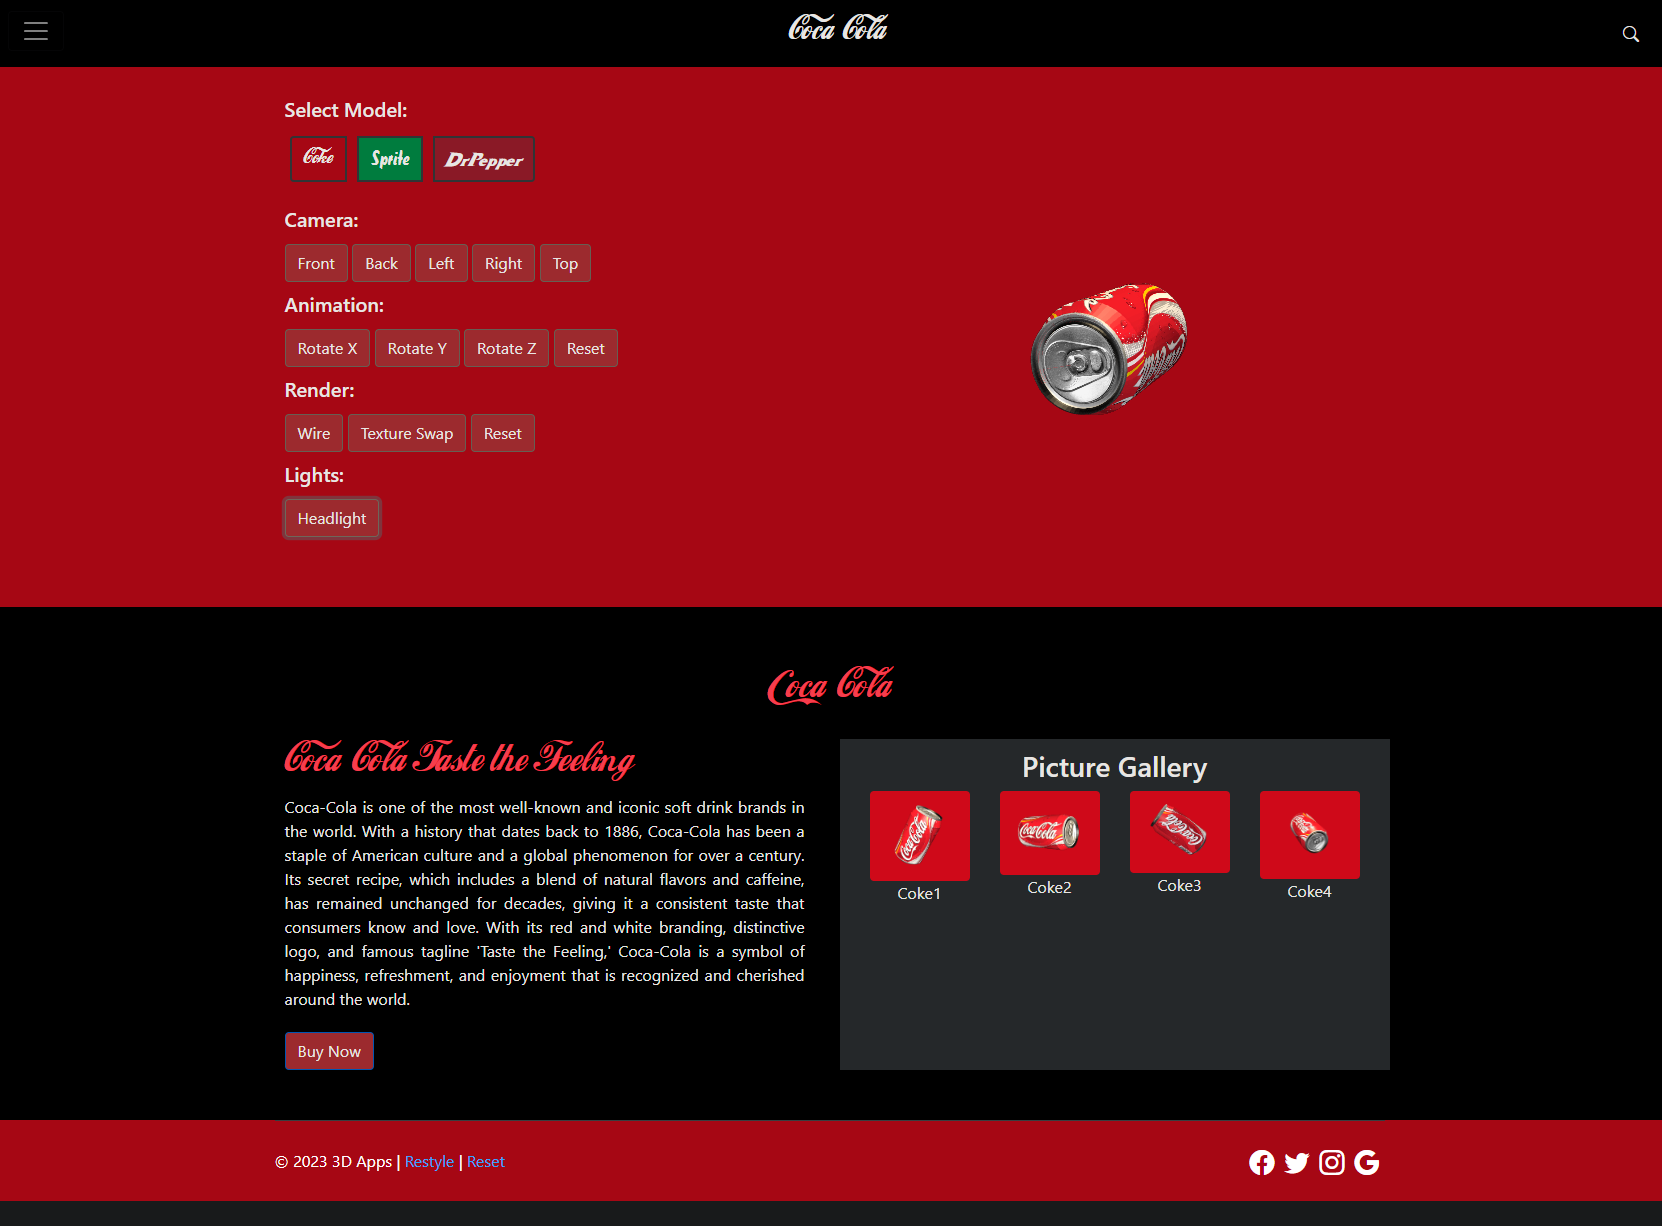 Coca Cola
Select Model:
Coke Sprite DrPepper
Camera:
Front Back Left Right Top
Animation:
Rotate X Rotate Y Rotate Z Reset
Render:
Wire Texture Swap Reset
Lights:
Headlight
Coca Cola
Coca Cola Taste the Feeling
Coca-Cola is one of the most well-known and iconic soft drink brands in
the world. With a history that dates back to 1886, Coca-Cola has been a
staple of American culture and a global phenomenon for over a century.
Its secret recipe, which includes a blend of natural flavors and caffeine,
has remained unchanged for decades, giving it a consistent taste that
consumers know and love. With its red and white branding, distinctive
logo, and famous tagline 'Taste the Feeling,' Coca-Cola is a symbol of
happiness, refreshment, and enjoyment that is recognized and cherished
around the world.
Buy Now
Picture Gallery
Coca-Cola
Coca-Cola
Coca-Cola
Coke1 Coke2 Coke3 Coke4
© 2023 3D Apps | Restyle | Reset